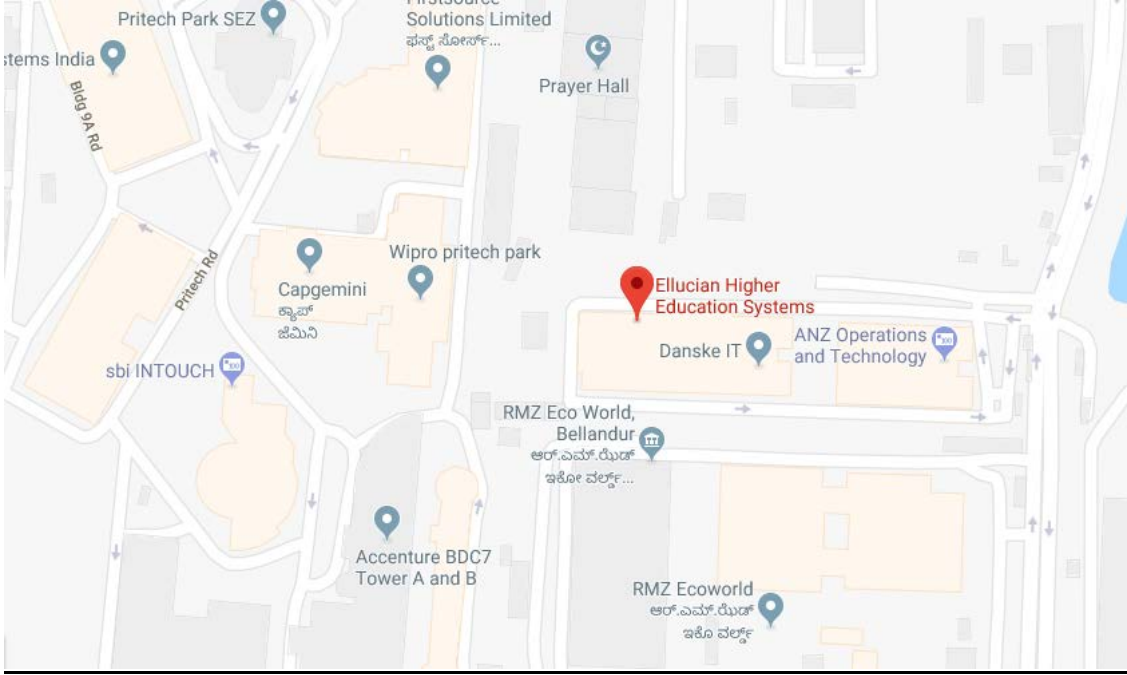 Pritech Park SEZ
Solutions Limited
ಫಸ್ಟ್ ಸೋರ್ಸ್...
stems India
Prayer Hall
Bldg 9A Rd
Wipro pritech park
Pritech Rd
Capgemini
ಕ್ಯಾಪ್
ಜೆಮಿನಿ
Ellucian Higher
Education Systems
ANZ Operations
and Technology
Danske IT
sbi INTOUCH
RMZ Eco World,
Bellandur
ಆರ್.ಎಮ್.ಝೆಡ್
ಇಕೋ ವರ್ಲ್ಡ್...
Accenture BDC7
Tower A and B
RMZ Ecoworld
ಆರ್.ಎಮ್.ಝೆಡ್
ಇಕೊ ವರ್ಲ್ಡ್